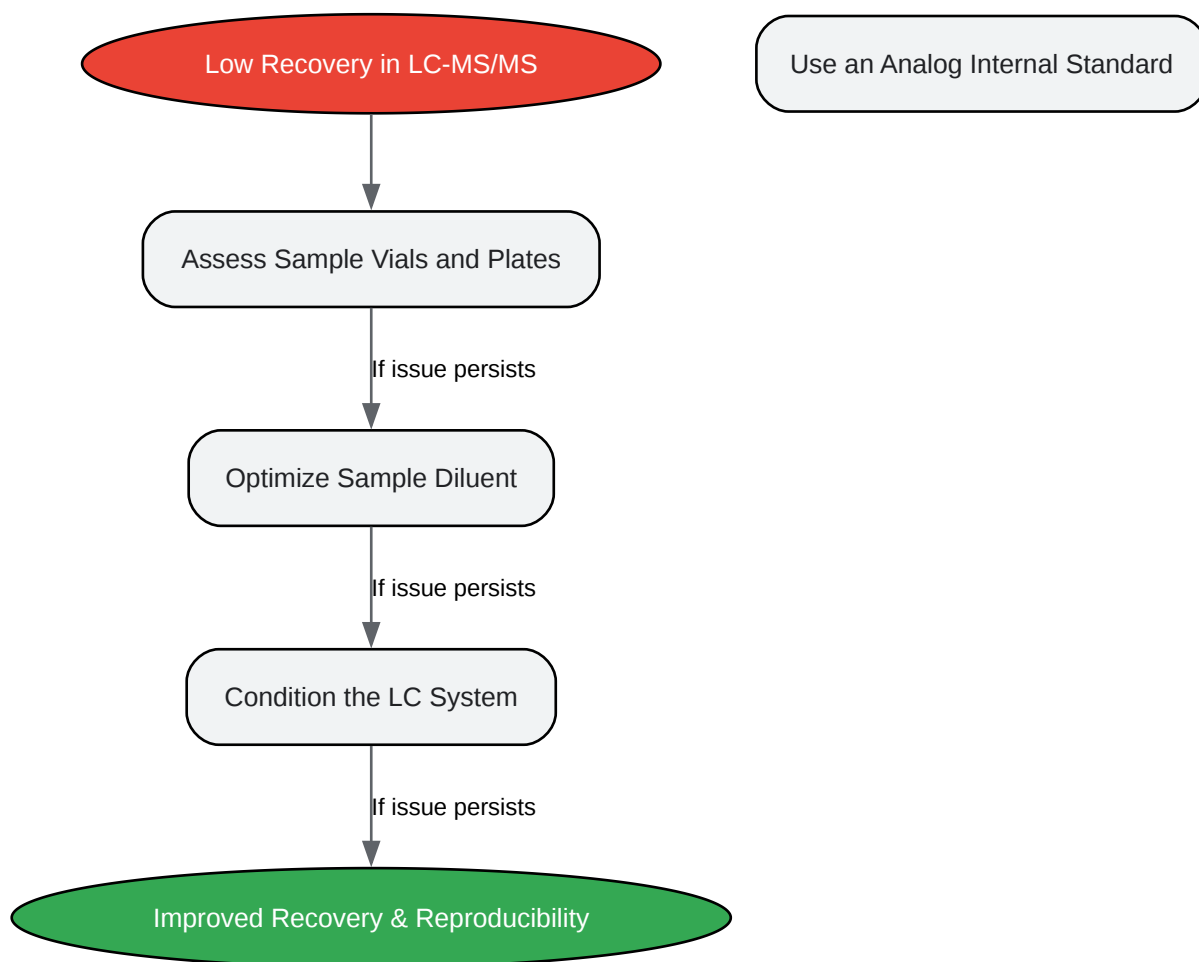 Low Recovery in LC-MS/MS
Use an Analog Internal Standard
Assess Sample Vials and Plates
If issue persists
Optimize Sample Diluent
If issue persists
Condition the LC System
If issue persists
Improved Recovery & Reproducibility